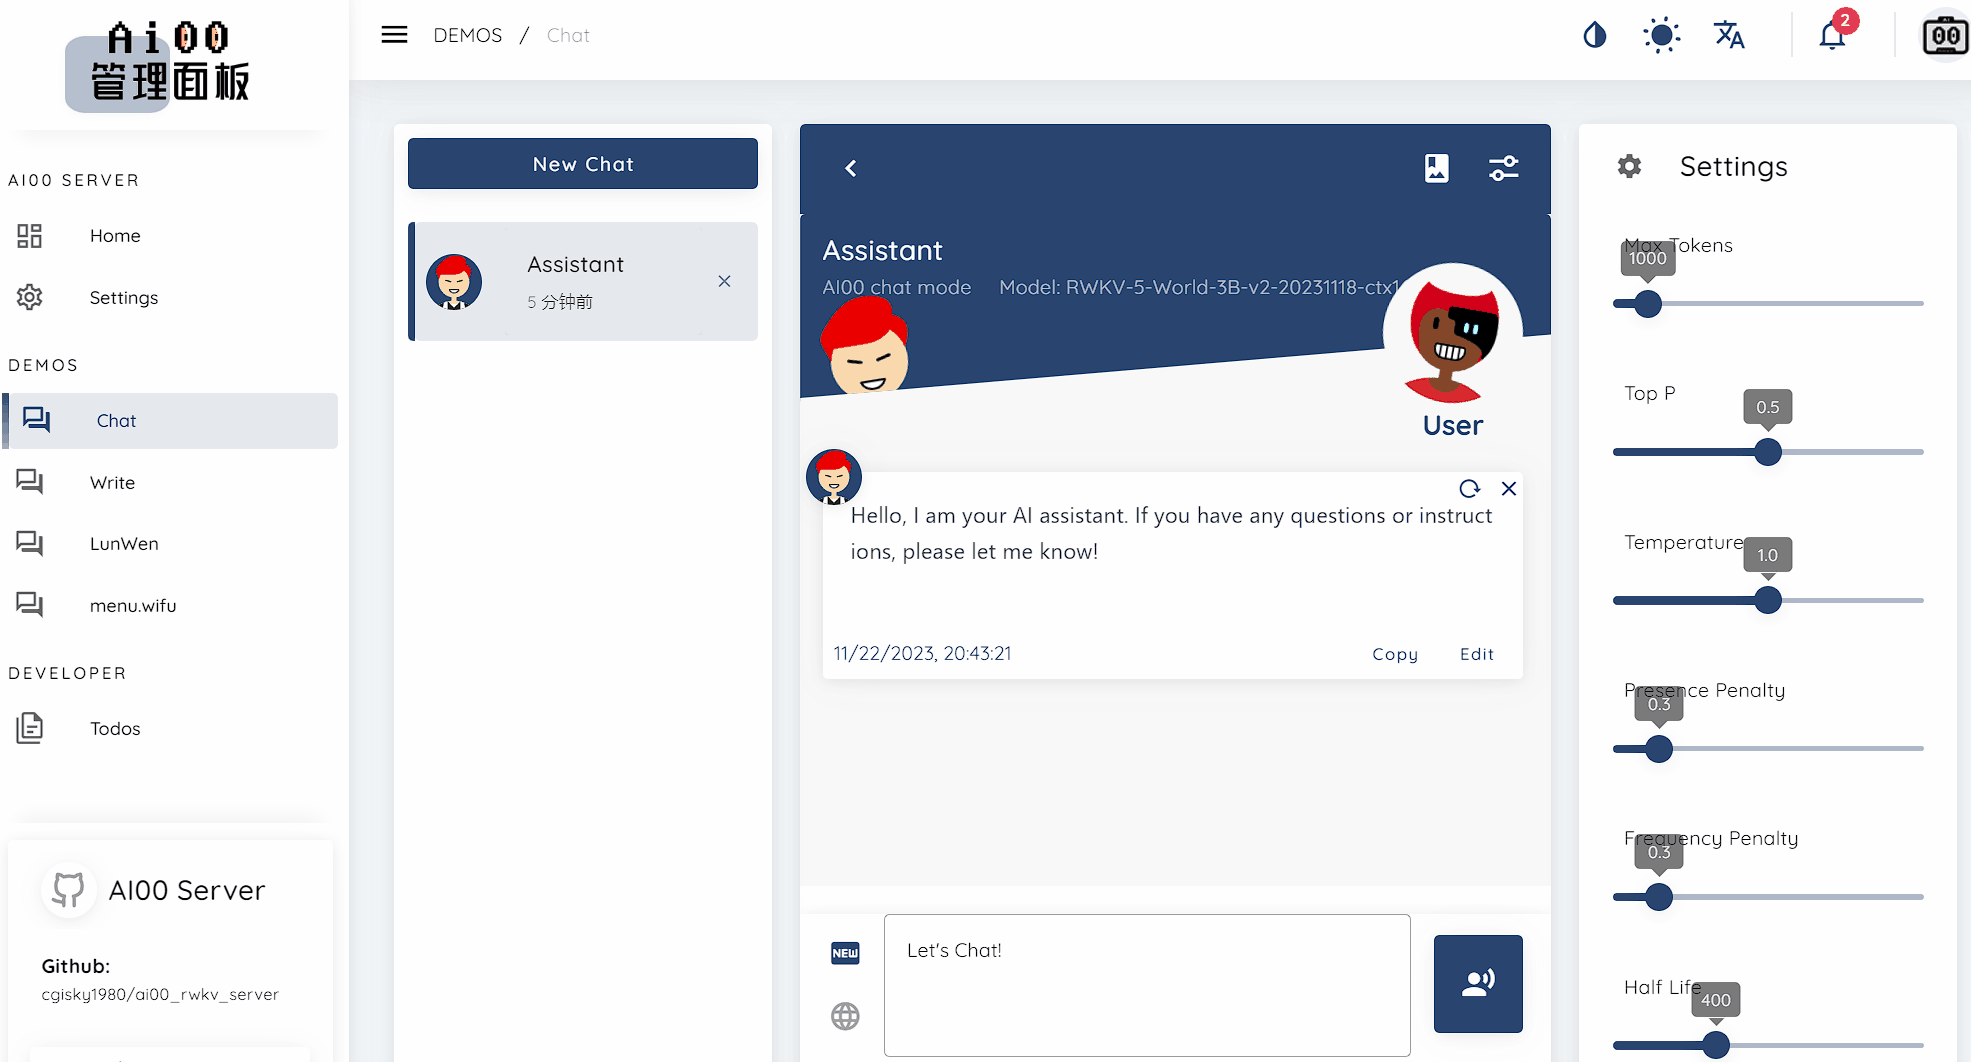 Ai00
管理面板
AI00 SERVER
Home
Settings
DEMOS
Chat
Write
LunWen
menu.wifu
DEVELOPER
Todos
AI00 Server
Github:
cgisky1980/ai00_rwkv_server
DEMOS / Chat
2
AI
00
New Chat
Assistant
5 分钟前
Assistant
AI00 chat mode Model: RWKV-5-World-3B-v2-20231118-ctx1
User
Hello, I am your AI assistant. If you have any questions or instruct
ions, please let me know!
11/22/2023, 20:43:21 Copy Edit
NEW
Let's Chat!
Settings
Max Tokens
1000
Top P
0.5
Temperature
1.0
Presence Penalty
0.3
Frequency Penalty
0.3
Half Life
400